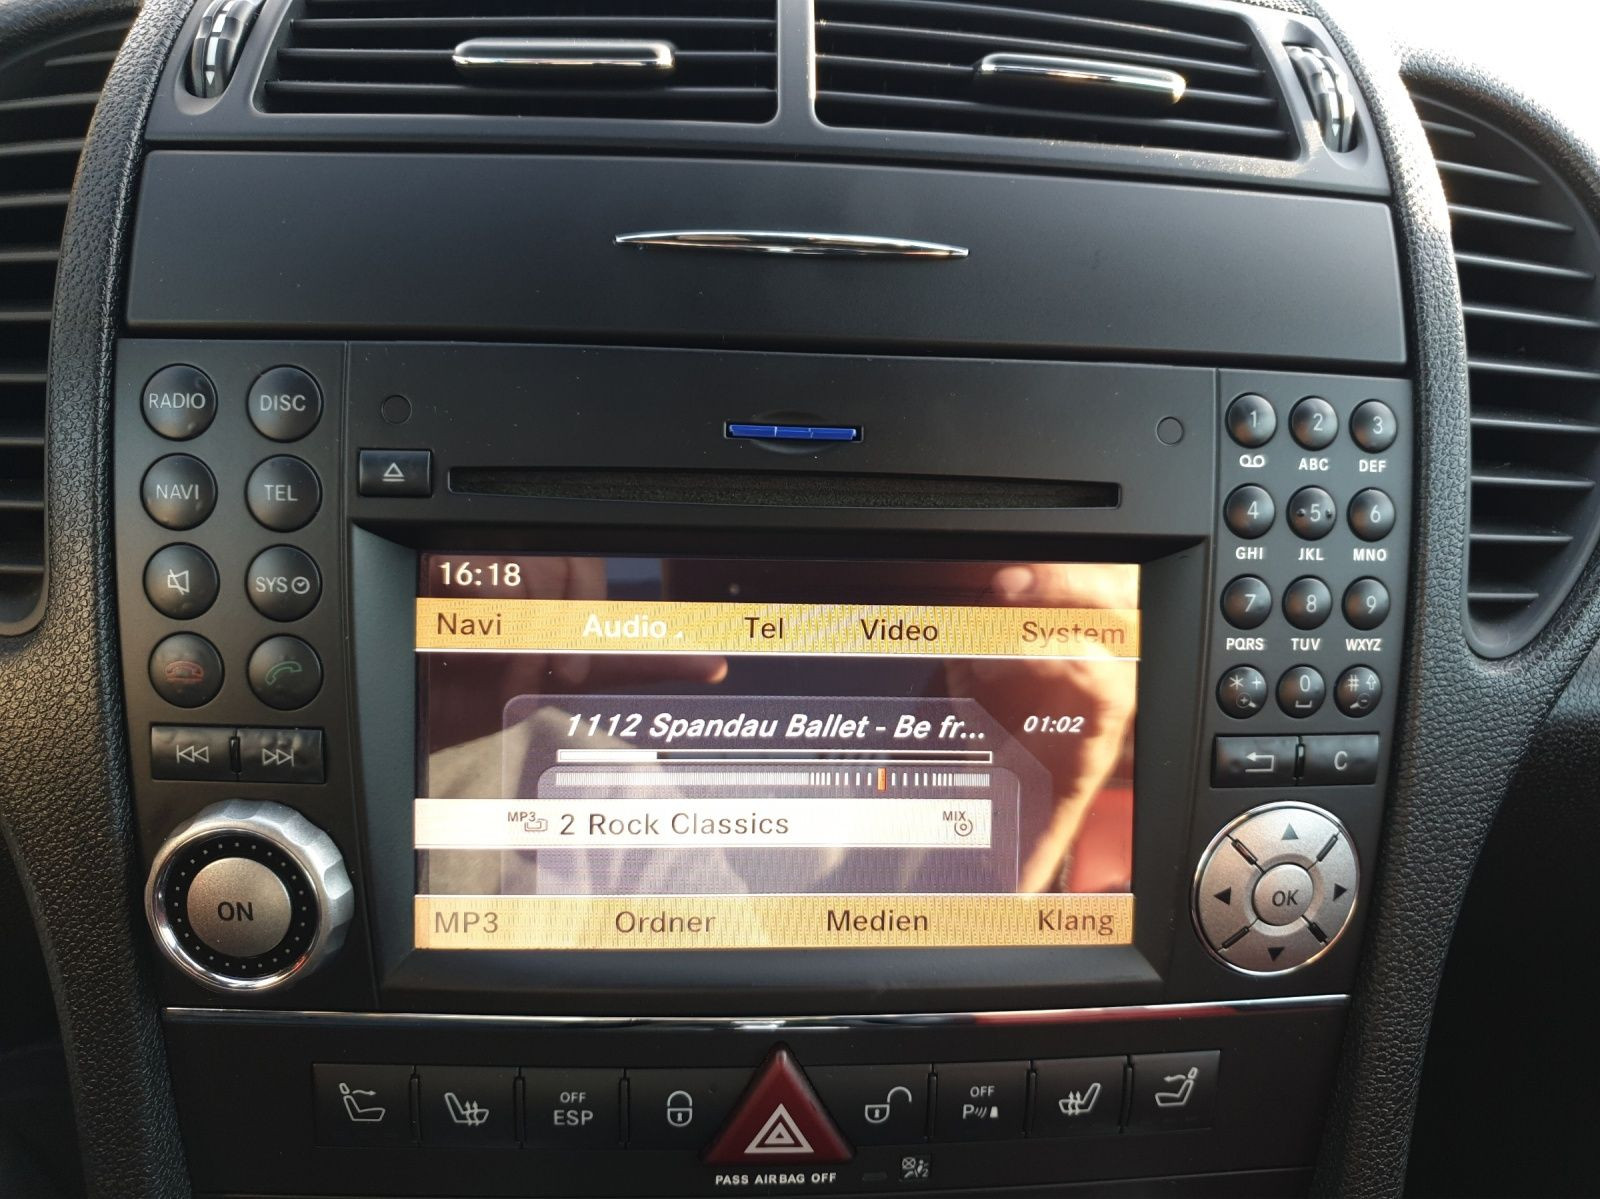 RADIO DISC
NAVI TEL
SYS
1 2 3
ABC DEF
4 5 6
GHI JKL MNO
7 8 9
PQRS TUV WXYZ
* + 0 #
C
OK
ON
16:18
Navi Audio Tel Video System
1112 Spandau Ballet - Be fr... 01:02
MP3 2 Rock Classics MIX
MP3 Ordner Medien Klang
OFF
ESP
OFF
P
PASS AIRBAG OFF